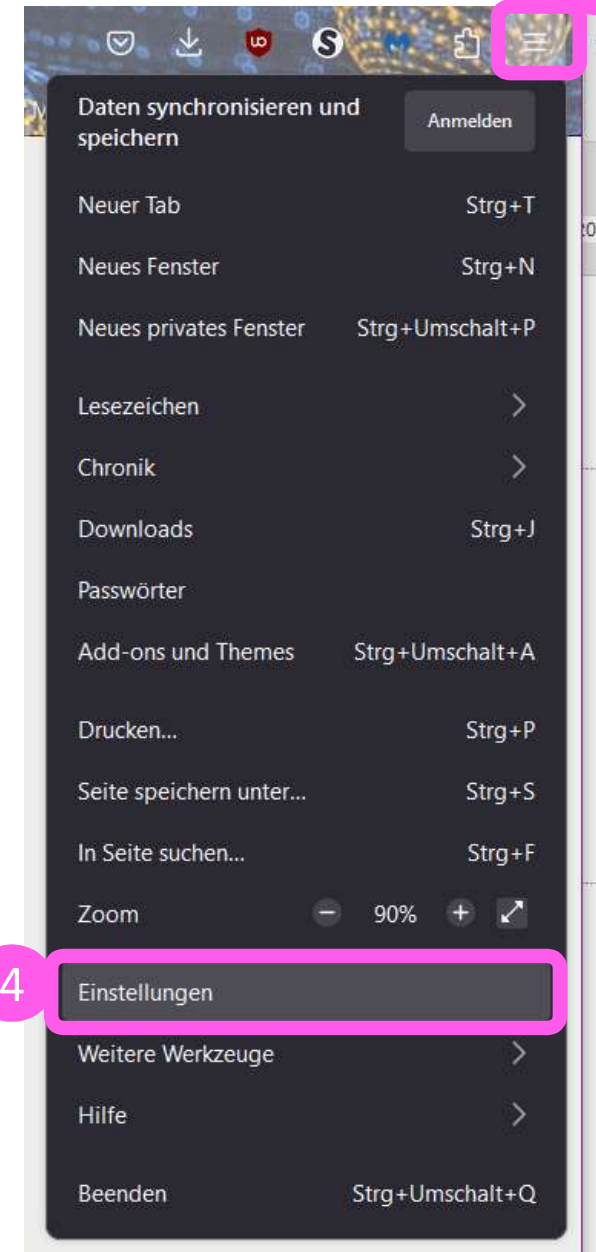 Daten synchronisieren und
speichern
Anmelden
Neuer Tab Strg+T
Neues Fenster Strg+N
Neues privates Fenster Strg+Umschalt+P
Lesezeichen
Chronik
Downloads Strg+J
Passwörter
Add-ons und Themes Strg+Umschalt+A
Drucken... Strg+P
Seite speichern unter... Strg+S
In Seite suchen... Strg+F
Zoom − 90% +
4
Einstellungen
Weitere Werkzeuge
Hilfe
Beenden Strg+Umschalt+Q